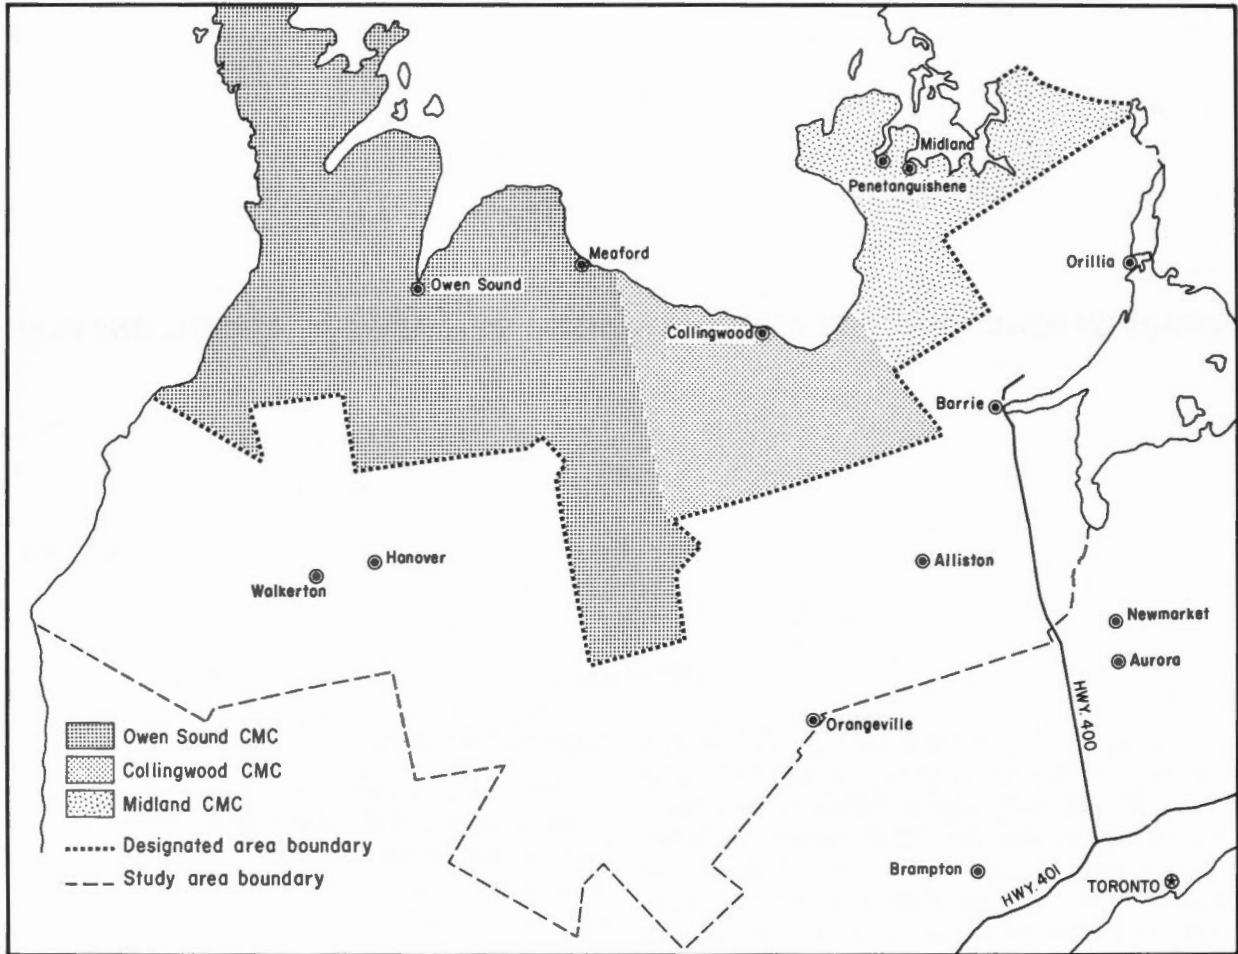 Midland
Penetanguishene
Meaford
Orillia
Owen Sound
Collingwood
Barrie
Hanover
Walkerton
Alliston
Newmarket
Aurora
HWY. 400
Orangeville
Owen Sound CMC
Collingwood CMC
Midland CMC
Designated area boundary
Study area boundary
Brampton
HWY. 401
TORONTO